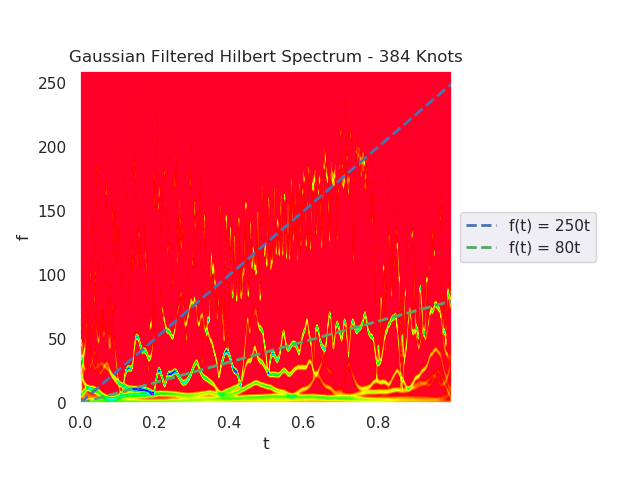 Gaussian Filtered Hilbert Spectrum - 384 Knots
250
200
150
100
50
0
f
0.0 0.2 0.4 0.6 0.8
t
f(t) = 250t
f(t) = 80t